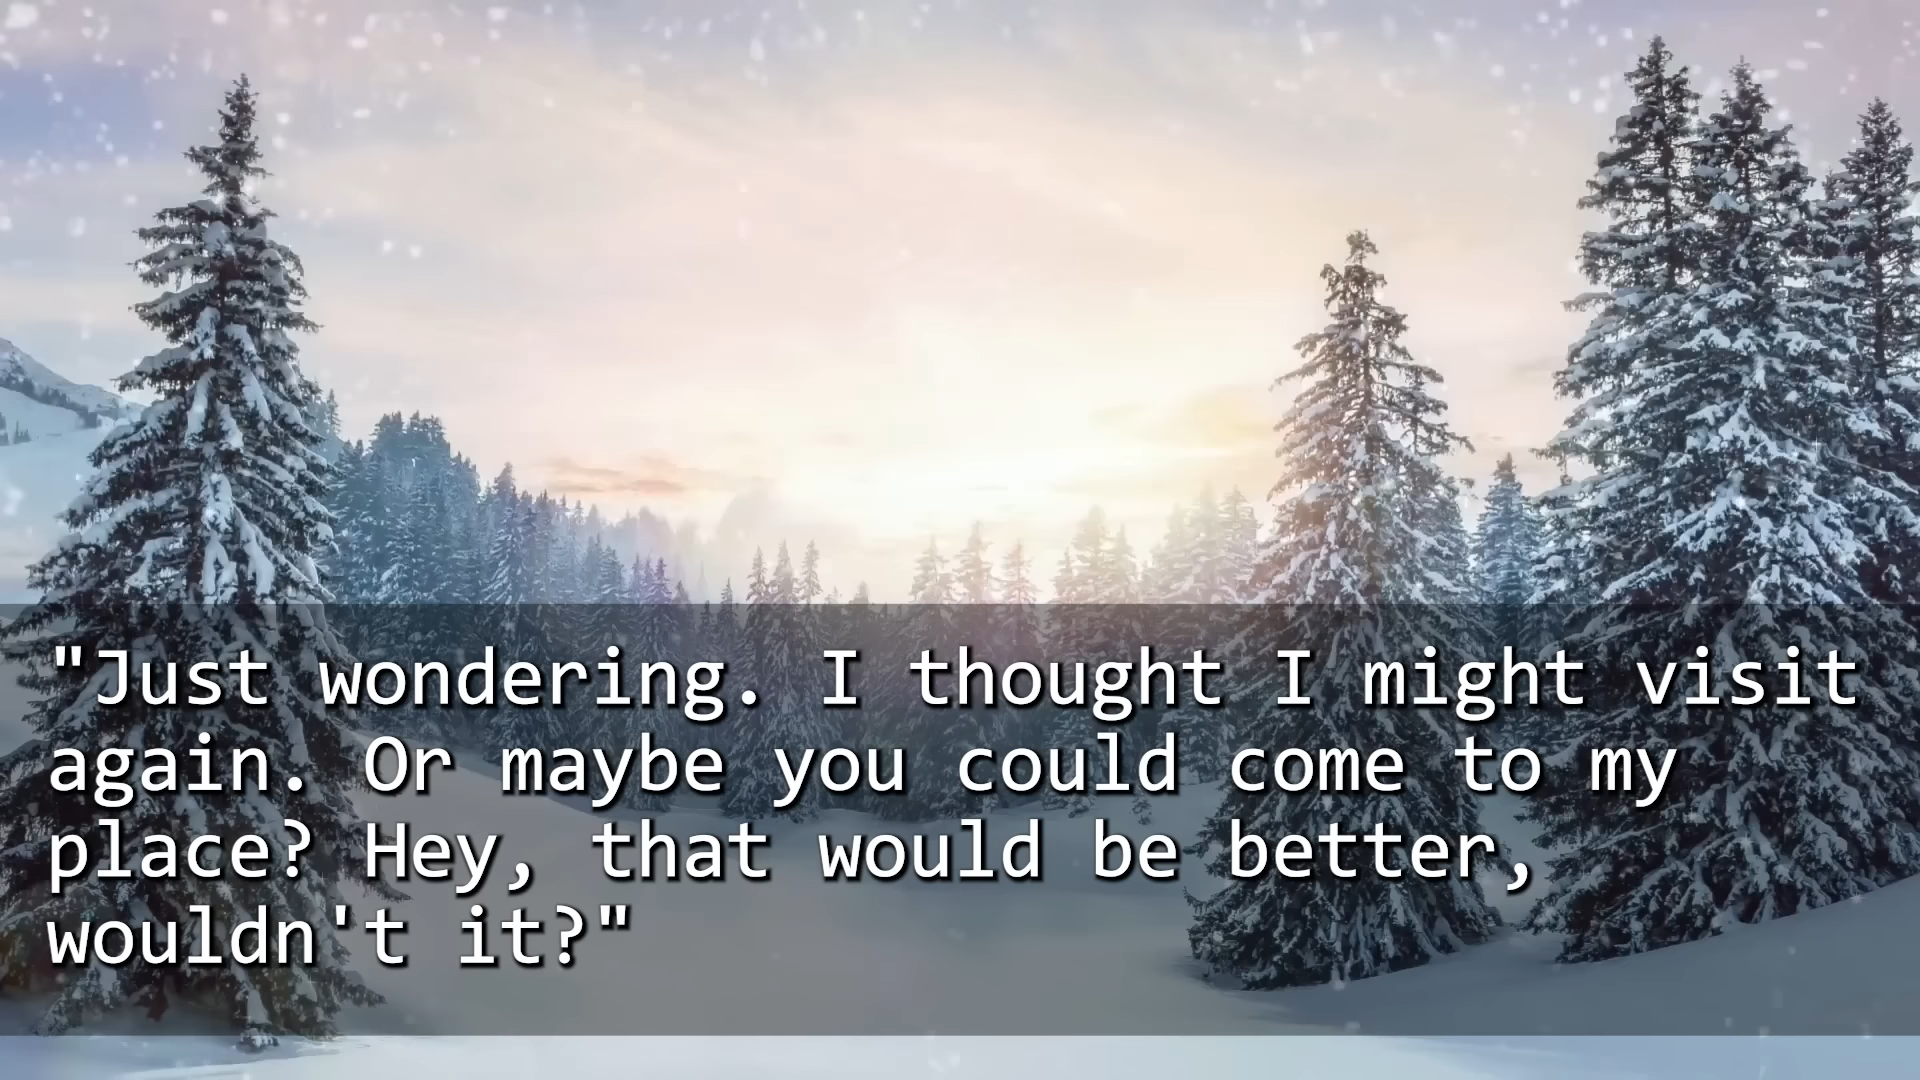 "Just wondering. I thought I might visit
again. Or maybe you could come to my
place? Hey, that would be better,
wouldn't it?"